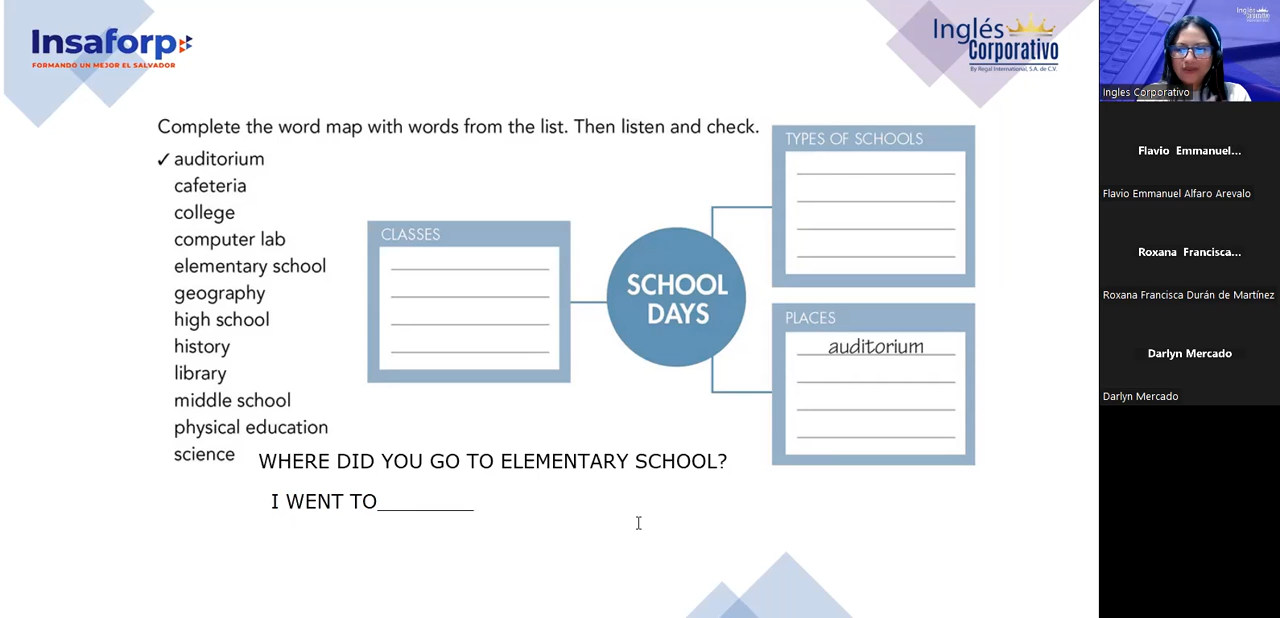 Insaforp
FORMANDO UN MEJOR EL SALVADOR
Inglés
Corporativo
By Regal International, S.A. de C.V.
Complete the word map with words from the list. Then listen and check.
✓ auditorium
cafeteria
college
computer lab
elementary school
geography
high school
history
library
middle school
physical education
science
CLASSES
SCHOOL
DAYS
TYPES OF SCHOOLS
PLACES
auditorium
WHERE DID YOU GO TO ELEMENTARY SCHOOL?
I WENT TO_________
Inglés
Corporativo
Ingles Corporativo
Flavio Emmanuel...
Flavio Emmanuel Alfaro Arevalo
Roxana Francisca...
Roxana Francisca Durán de Martínez
Darlyn Mercado
Darlyn Mercado